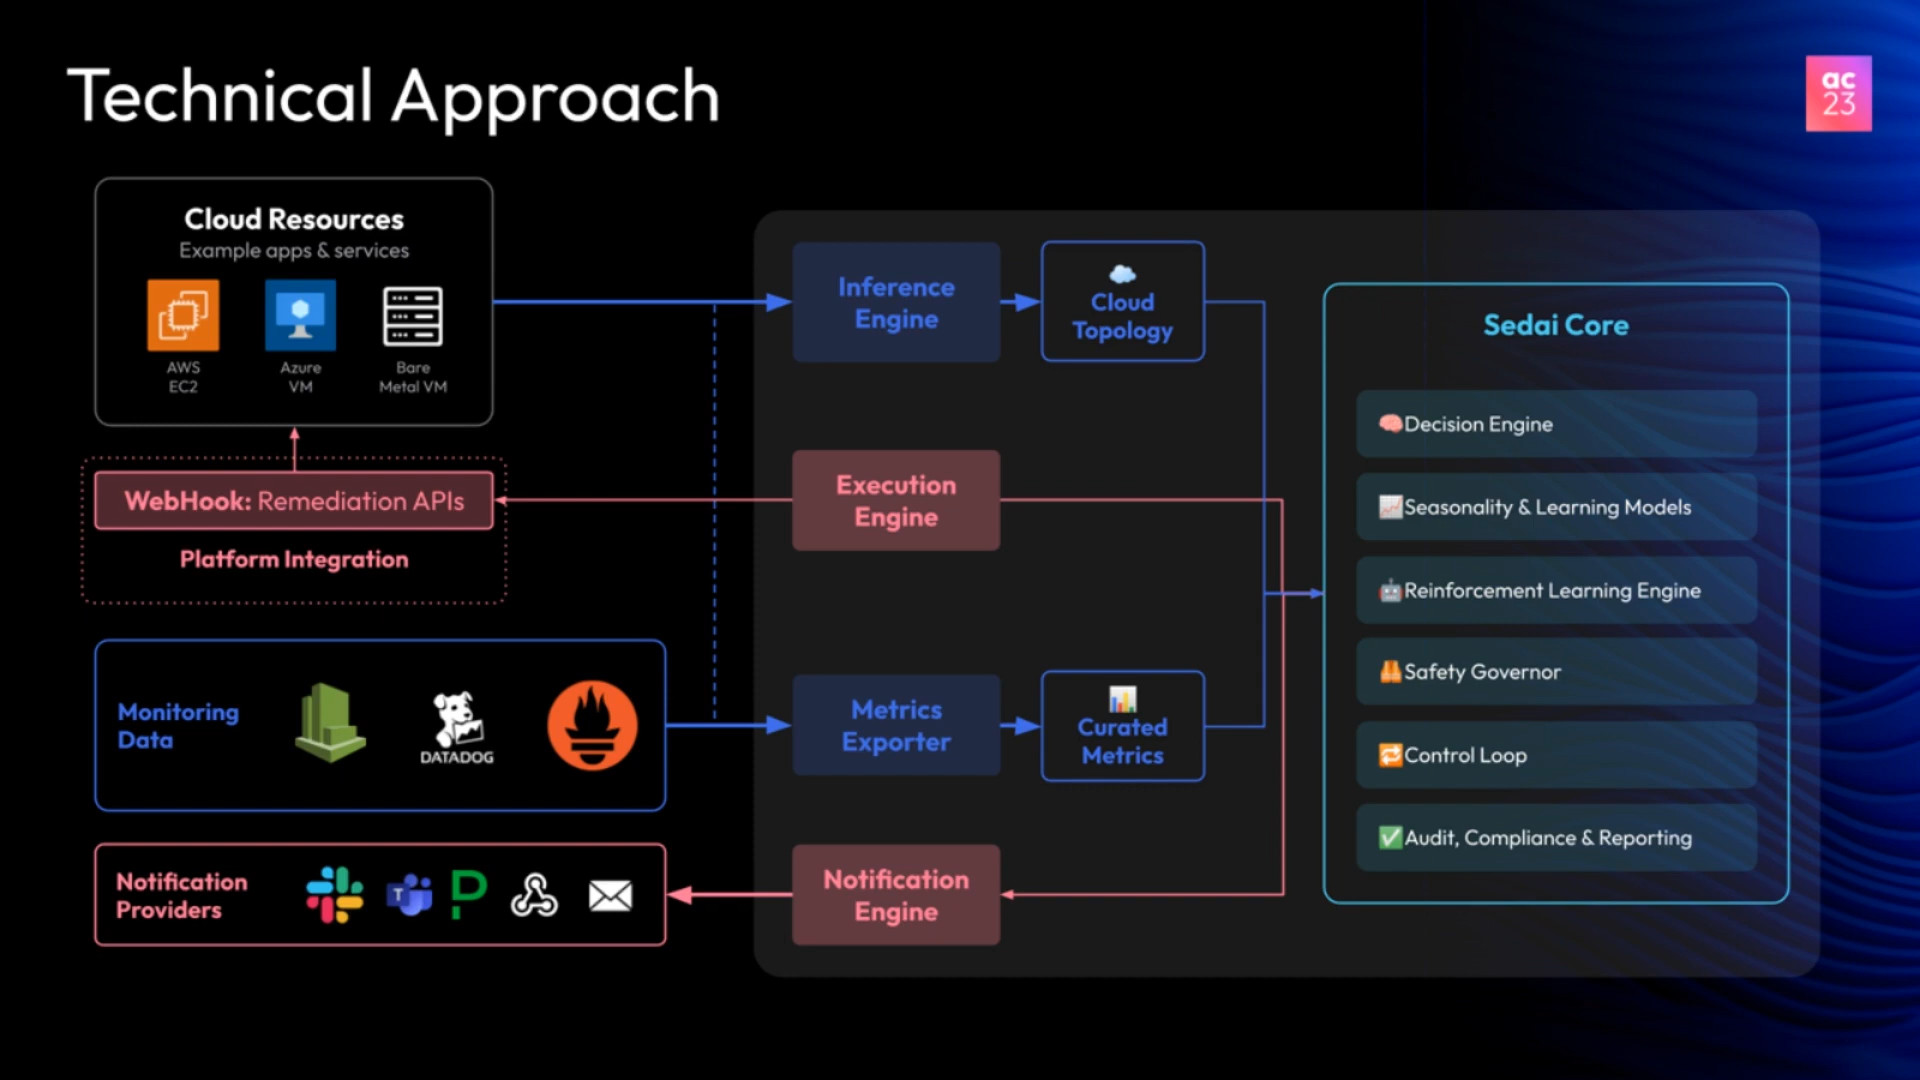 Technical Approach
ac
23
Cloud Resources
Example apps & services
AWS
EC2
Azure
VM
Bare
Metal VM
WebHook: Remediation APIs
Platform Integration
Monitoring
Data
DATADOG
Notification
Providers
T
Inference
Engine
Cloud
Topology
Execution
Engine
Metrics
Exporter
Curated
Metrics
Notification
Engine
Sedai Core
Decision Engine
Seasonality & Learning Models
Reinforcement Learning Engine
Safety Governor
Control Loop
Audit, Compliance & Reporting